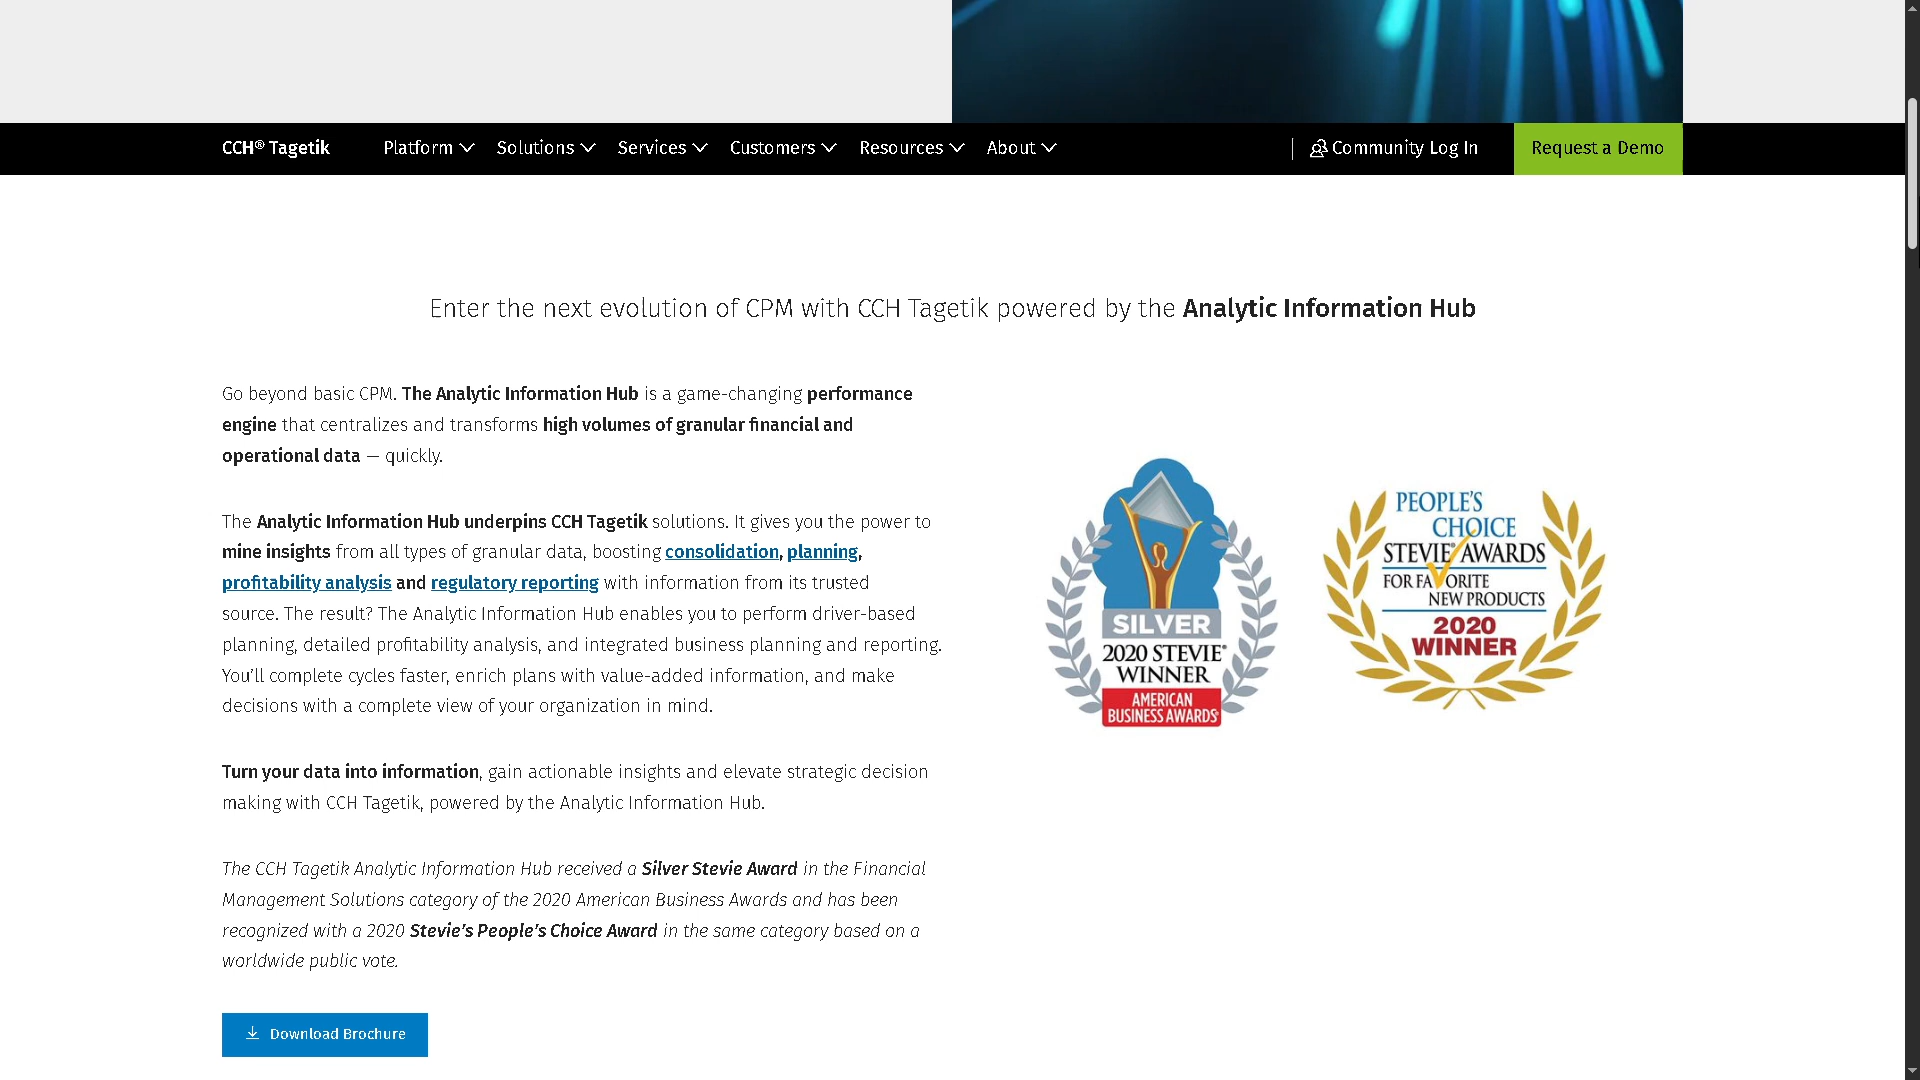 CCH® Tagetik Platform Solutions Services Customers Resources About Community Log In Request a Demo
Enter the next evolution of CPM with CCH Tagetik powered by the Analytic Information Hub
Go beyond basic CPM. The Analytic Information Hub is a game-changing performance
engine that centralizes and transforms high volumes of granular financial and
operational data — quickly.
The Analytic Information Hub underpins CCH Tagetik solutions. It gives you the power to
mine insights from all types of granular data, boosting consolidation, planning,
profitability analysis and regulatory reporting with information from its trusted
source. The result? The Analytic Information Hub enables you to perform driver-based
planning, detailed profitability analysis, and integrated business planning and reporting.
You’ll complete cycles faster, enrich plans with value-added information, and make
decisions with a complete view of your organization in mind.
Turn your data into information, gain actionable insights and elevate strategic decision
making with CCH Tagetik, powered by the Analytic Information Hub.
The CCH Tagetik Analytic Information Hub received a Silver Stevie Award in the Financial
Management Solutions category of the 2020 American Business Awards and has been
recognized with a 2020 Stevie’s People’s Choice Award in the same category based on a
worldwide public vote.
Download Brochure
SILVER
2020 STEVIE®
WINNER
AMERICAN
BUSINESS AWARDS®
PEOPLE'S
CHOICE
STEVIE® AWARDS
FOR FAVORITE
NEW PRODUCTS
2020
WINNER